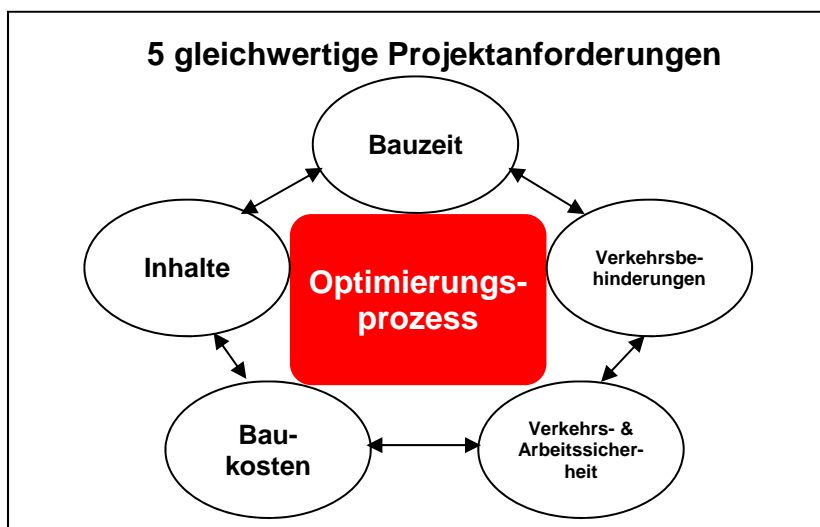 5 gleichwertige Projektanforderungen
Bauzeit
Inhalte
Optimierungs-
prozess
Verkehrsbe-
hinderungen
Bau-
kosten
Verkehrs- &
Arbeitssicher-
heit